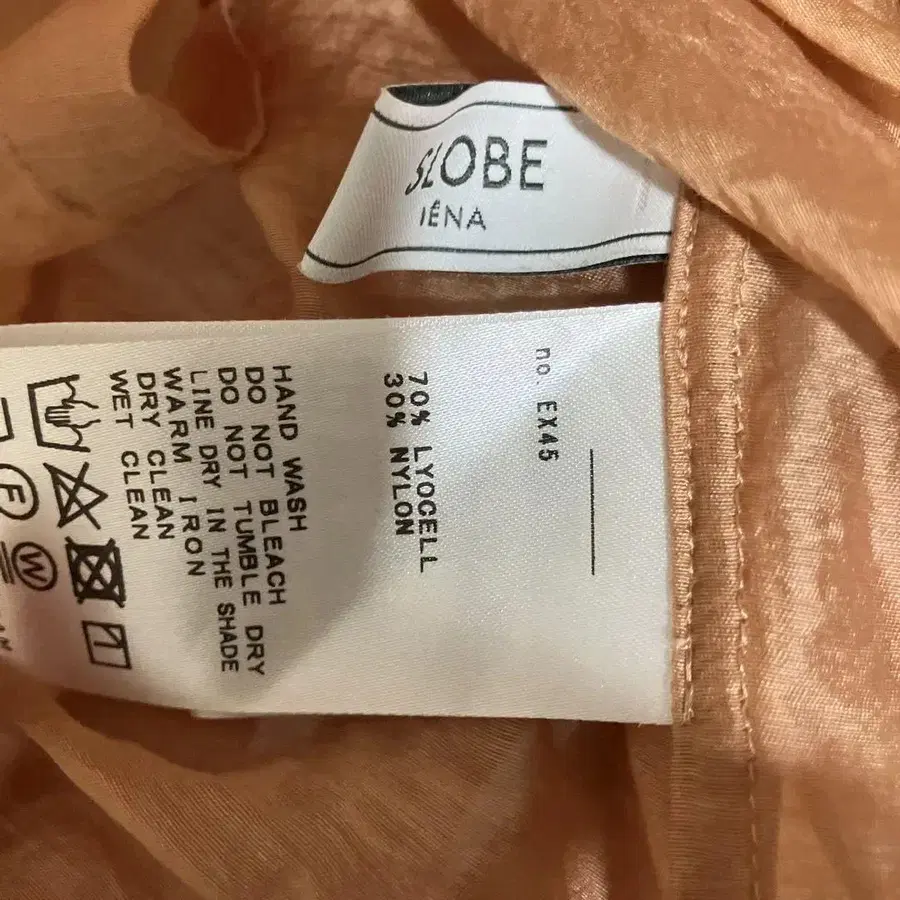 SLOBE
IÉNA
no. EX45
70% LYOCELL
30% NYLON
HAND WASH
DO NOT BLEACH
DO NOT TUMBLE DRY
LINE DRY IN THE SHADE
WARM IRON
DRY CLEAN
WET CLEAN
F
W